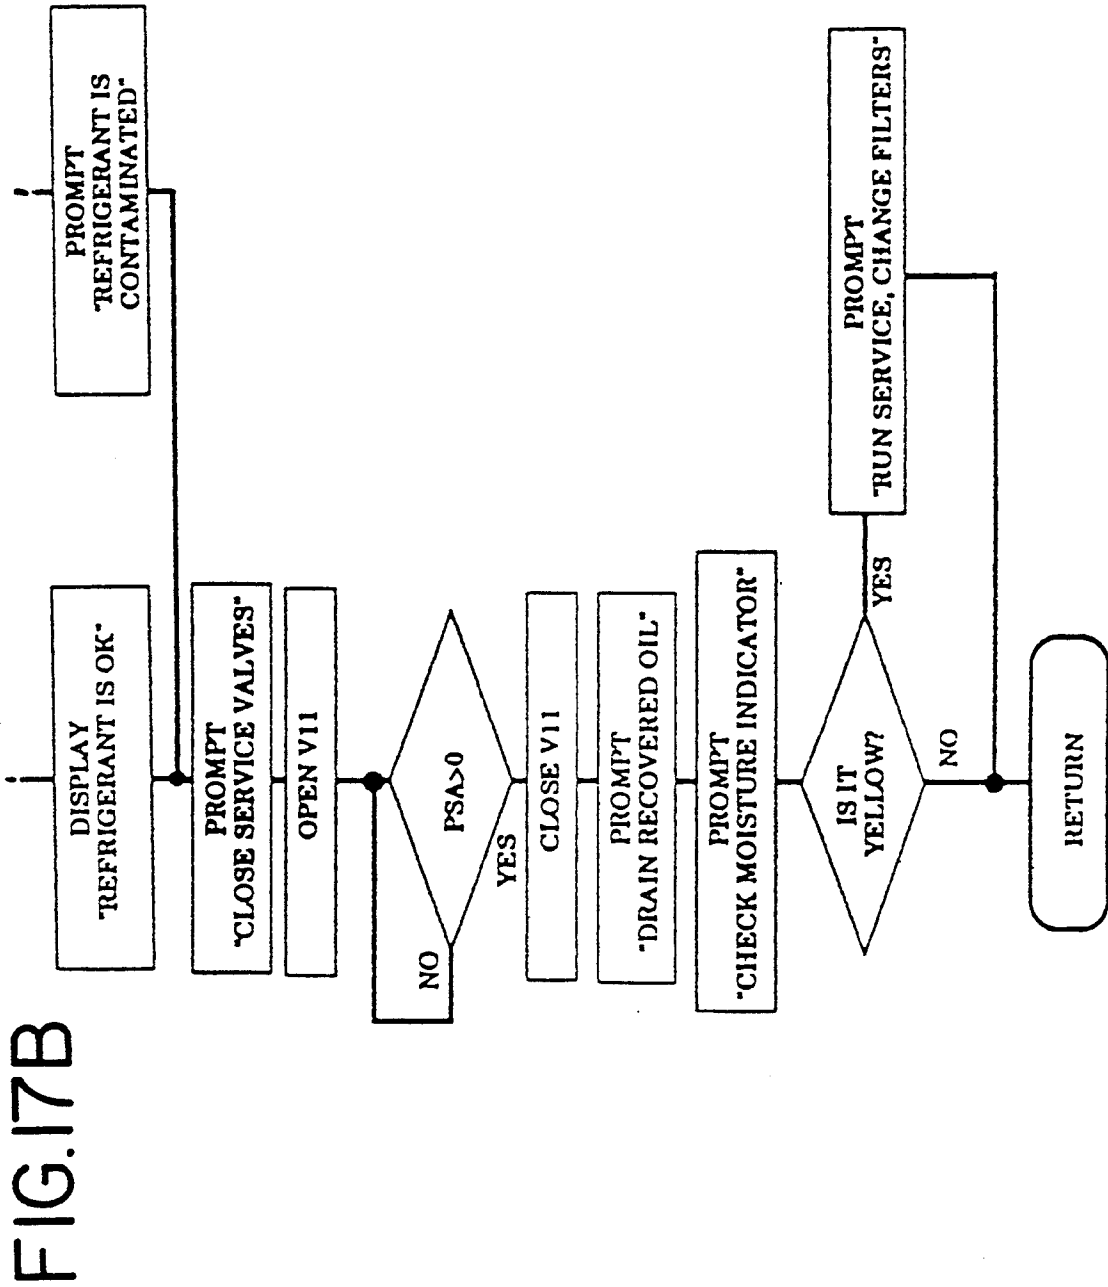 FIG.17B
DISPLAY
"REFRIGERANT IS OK"
PROMPT
"REFRIGERANT IS
CONTAMINATED"
PROMPT
"CLOSE SERVICE VALVES"
OPEN V11
PSA>0
NO
YES
CLOSE V11
PROMPT
"DRAIN RECOVERED OIL"
PROMPT
"CHECK MOISTURE INDICATOR"
IS IT
YELLOW?
YES
PROMPT
"RUN SERVICE, CHANGE FILTERS"
NO
RETURN